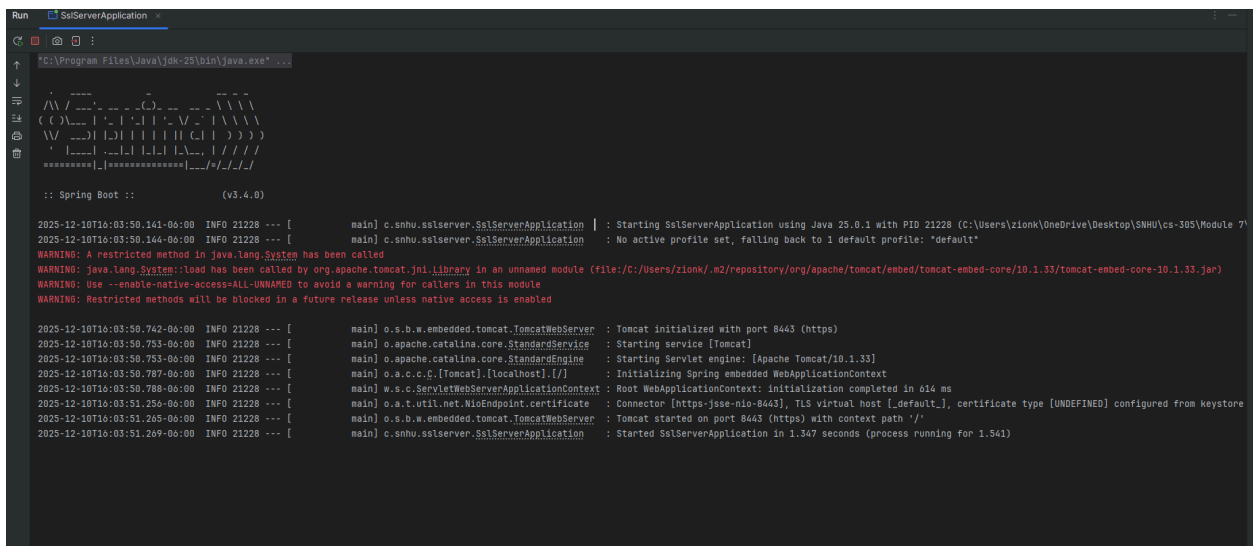 Run SslServerApplication ×
"C:\Program Files\Java\jdk-25\bin\java.exe" ...
  .   ____          _            __ _ _
 /\\ / ___'_ __ _ _(_)_ __  __ _ \ \ \ \
( ( )\___ | '_ | '_| | '_ \/ _` | \ \ \ \
 \\/  ___)| |_)| | | | | || (_| |  ) ) ) )
  '  |____| .__|_| |_|_| |_\__, | / / / /
 =========|_|==============|___/=/_/_/_/
 :: Spring Boot ::                (v3.4.0)
2025-12-10T16:03:50.141-06:00  INFO 21228 --- [           main] c.snhu.sslserver.SslServerApplication    : Starting SslServerApplication using Java 25.0.1 with PID 21228 (C:\Users\zionk\OneDrive\Desktop\SNHU\cs-305\Module 7\
2025-12-10T16:03:50.144-06:00  INFO 21228 --- [           main] c.snhu.sslserver.SslServerApplication    : No active profile set, falling back to 1 default profile: "default"
WARNING: A restricted method in java.lang.System has been called
WARNING: java.lang.System::load has been called by org.apache.tomcat.jni.Library in an unnamed module (file:/C:/Users/zionk/.m2/repository/org/apache/tomcat/embed/tomcat-embed-core/10.1.33/tomcat-embed-core-10.1.33.jar)
WARNING: Use --enable-native-access=ALL-UNNAMED to avoid a warning for callers in this module
WARNING: Restricted methods will be blocked in a future release unless native access is enabled
2025-12-10T16:03:50.742-06:00  INFO 21228 --- [           main] o.s.b.w.embedded.tomcat.TomcatWebServer  : Tomcat initialized with port 8443 (https)
2025-12-10T16:03:50.753-06:00  INFO 21228 --- [           main] o.apache.catalina.core.StandardService   : Starting service [Tomcat]
2025-12-10T16:03:50.753-06:00  INFO 21228 --- [           main] o.apache.catalina.core.StandardEngine    : Starting Servlet engine: [Apache Tomcat/10.1.33]
2025-12-10T16:03:50.787-06:00  INFO 21228 --- [           main] o.a.c.c.C.[Tomcat].[localhost].[/]       : Initializing Spring embedded WebApplicationContext
2025-12-10T16:03:50.788-06:00  INFO 21228 --- [           main] w.s.c.ServletWebServerApplicationContext : Root WebApplicationContext: initialization completed in 614 ms
2025-12-10T16:03:51.256-06:00  INFO 21228 --- [           main] o.a.t.util.net.NioEndpoint.certificate   : Connector [https-jsse-nio-8443], TLS virtual host [_default_], certificate type [UNDEFINED] configured from keystore
2025-12-10T16:03:51.265-06:00  INFO 21228 --- [           main] o.s.b.w.embedded.tomcat.TomcatWebServer  : Tomcat started on port 8443 (https) with context path '/'
2025-12-10T16:03:51.269-06:00  INFO 21228 --- [           main] c.snhu.sslserver.SslServerApplication    : Started SslServerApplication in 1.347 seconds (process running for 1.541)